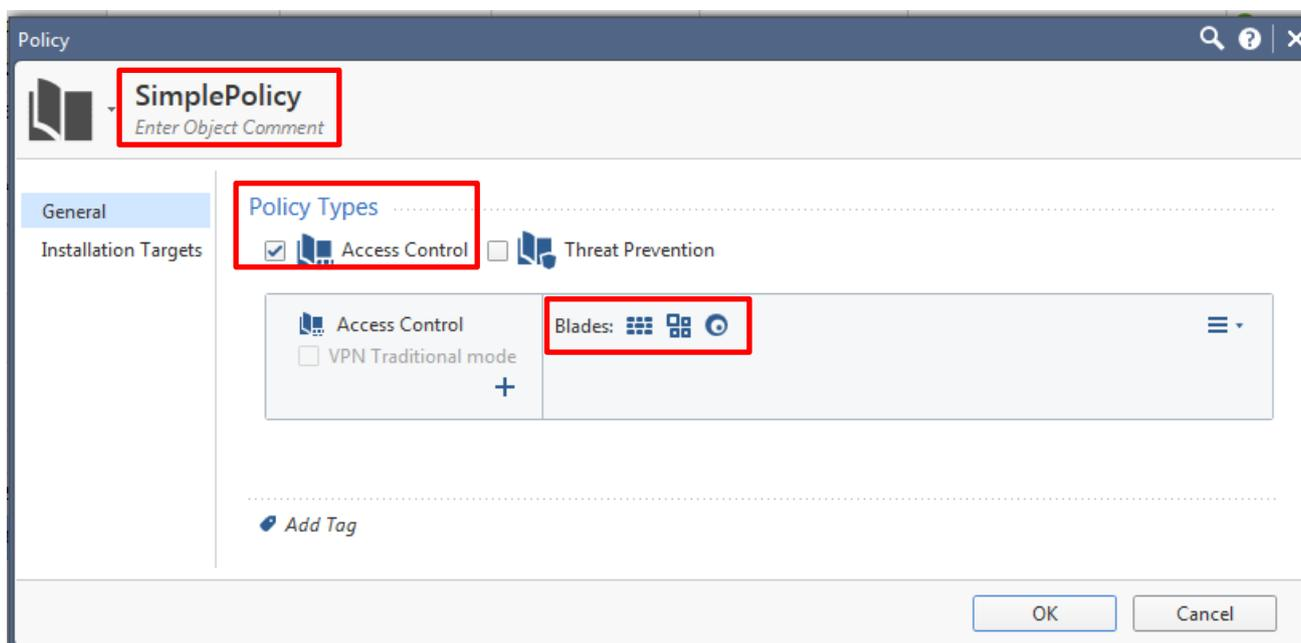 Policy
SimplePolicy
Enter Object Comment
General
Installation Targets
Policy Types
Access Control
Threat Prevention
Access Control
VPN Traditional mode
Blades:
Add Tag
OK
Cancel